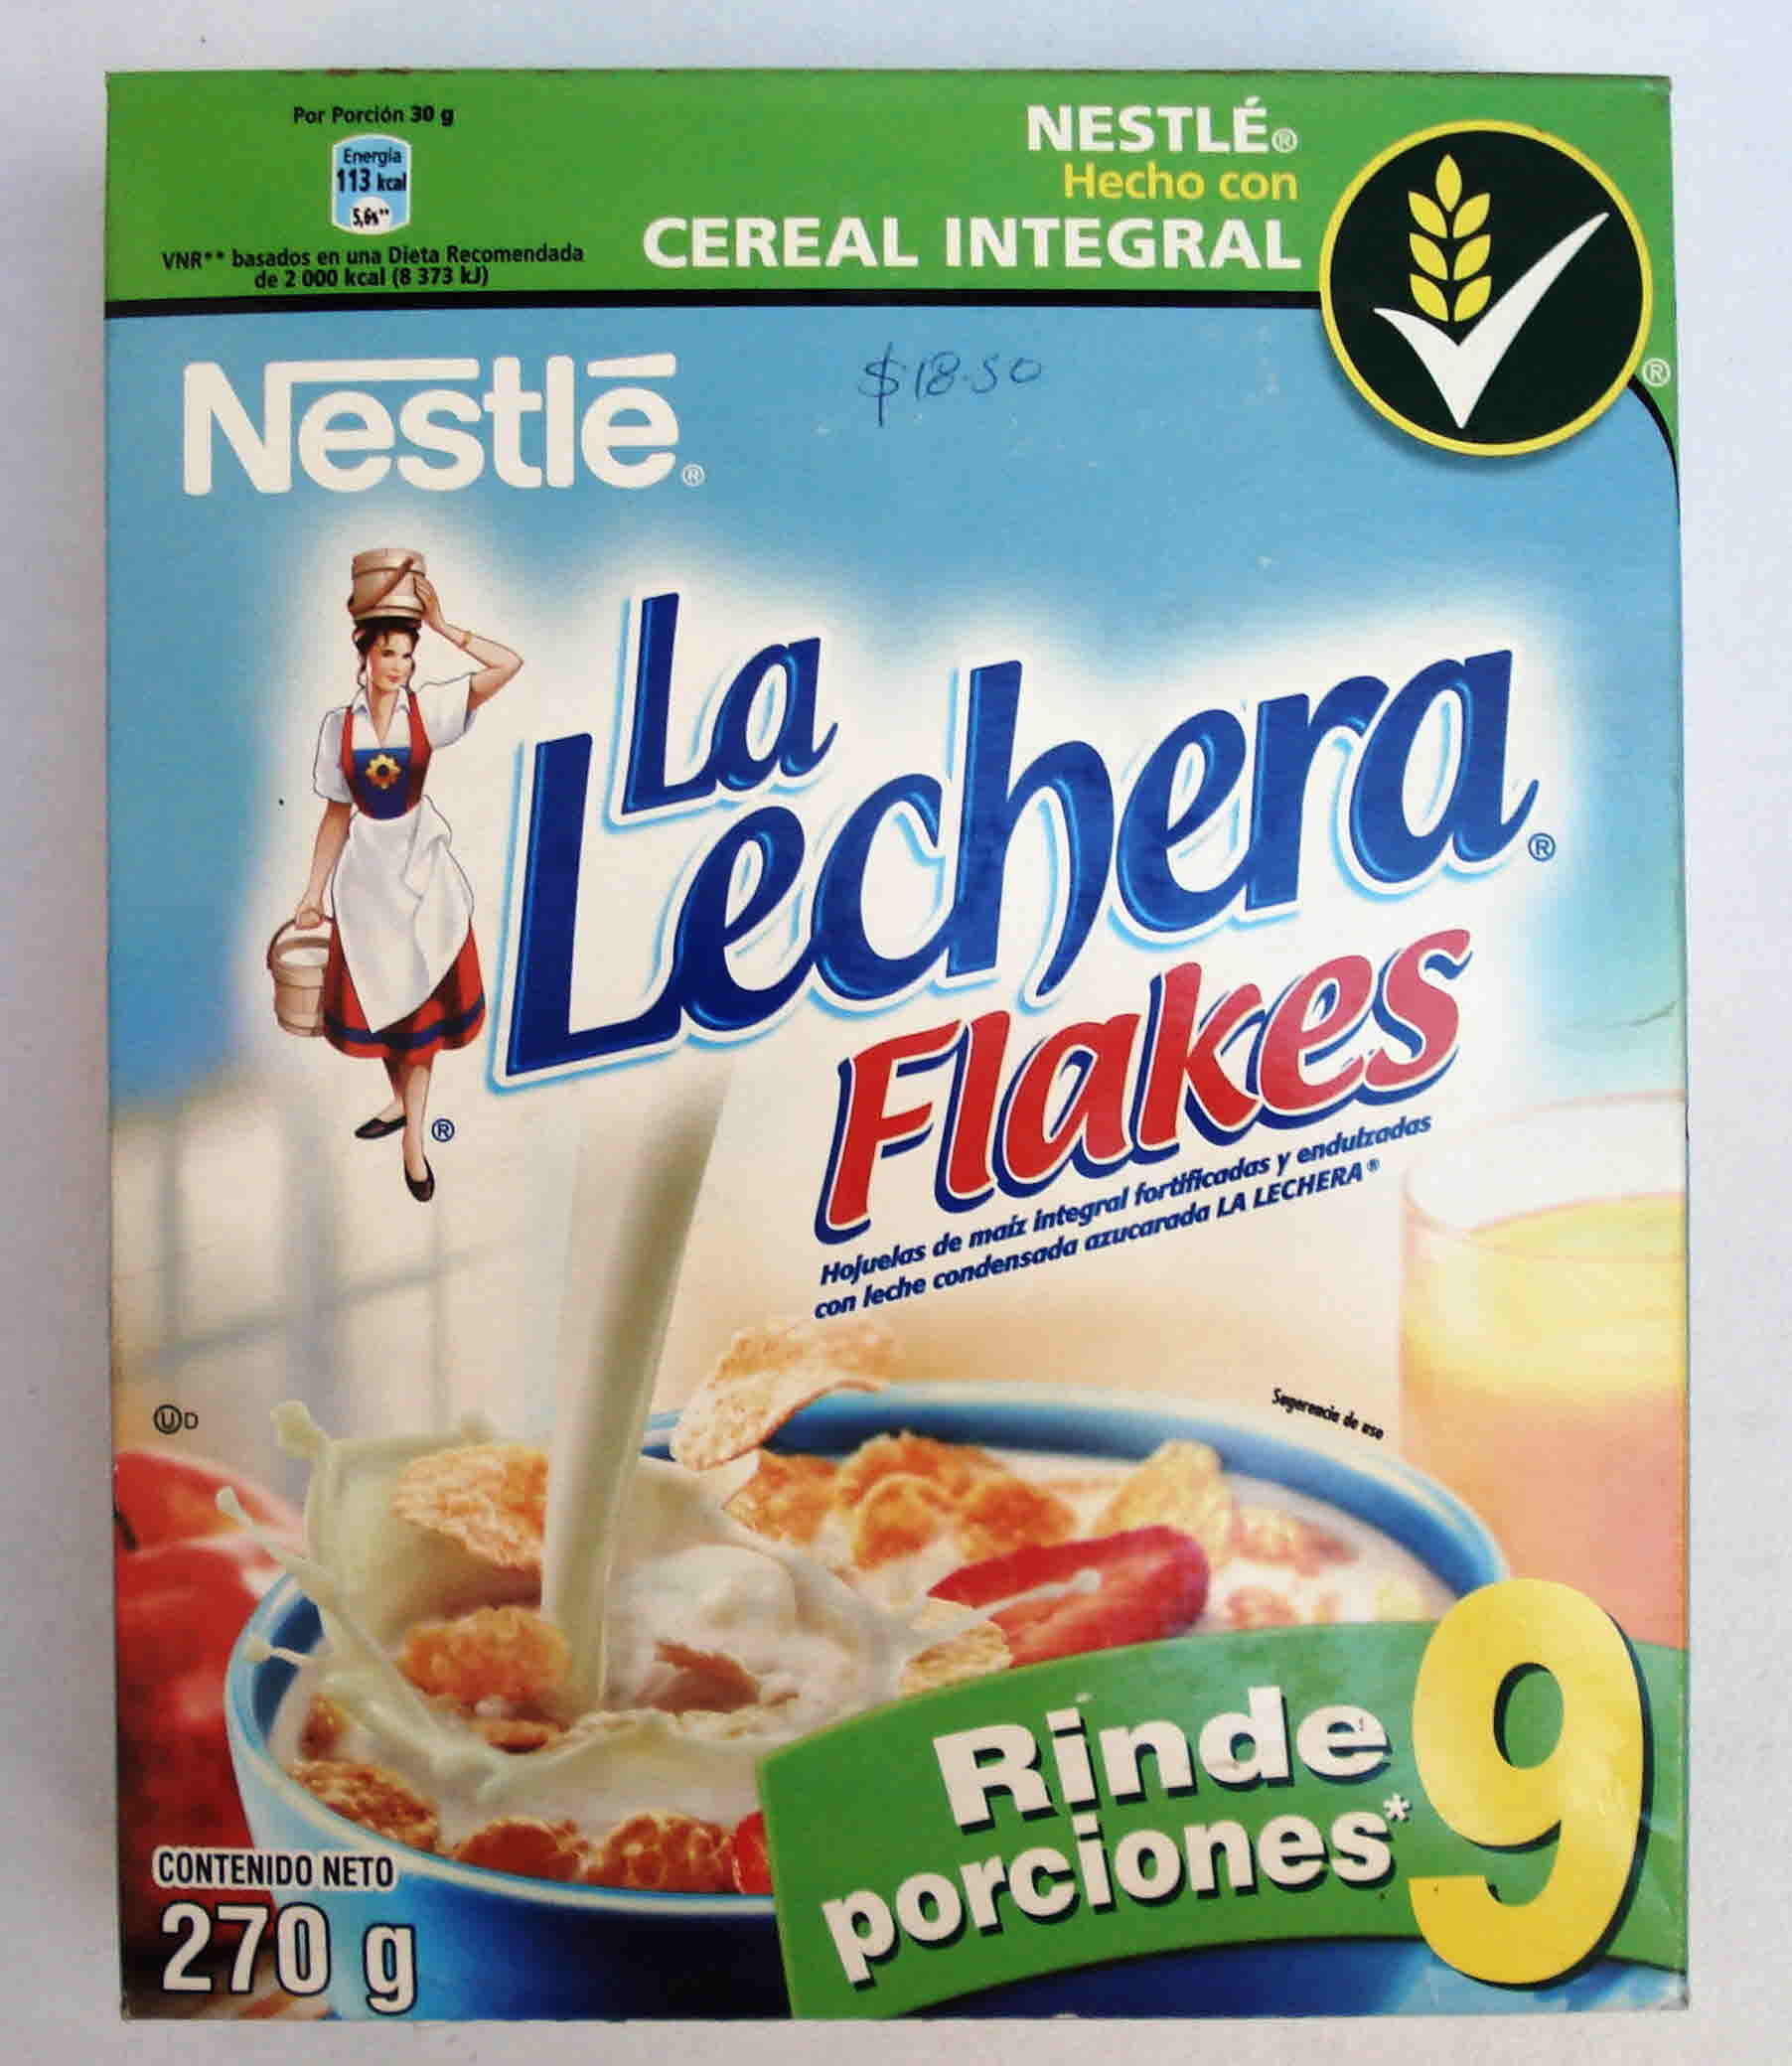 Por Porción 30 g
Energía
113 kcal
5,6%**
VNR** basados en una Dieta Recomendada
de 2 000 kcal (8 373 kJ)
NESTLÉ®
Hecho con
CEREAL INTEGRAL
®
Nestlé®
$18.50
La
Lechera®
Flakes
®
Hojuelas de maíz integral fortificadas y endulzadas
con leche condensada azucarada LA LECHERA®
Sugerencia de uso
UD
Rinde 9
porciones*
CONTENIDO NETO
270 g